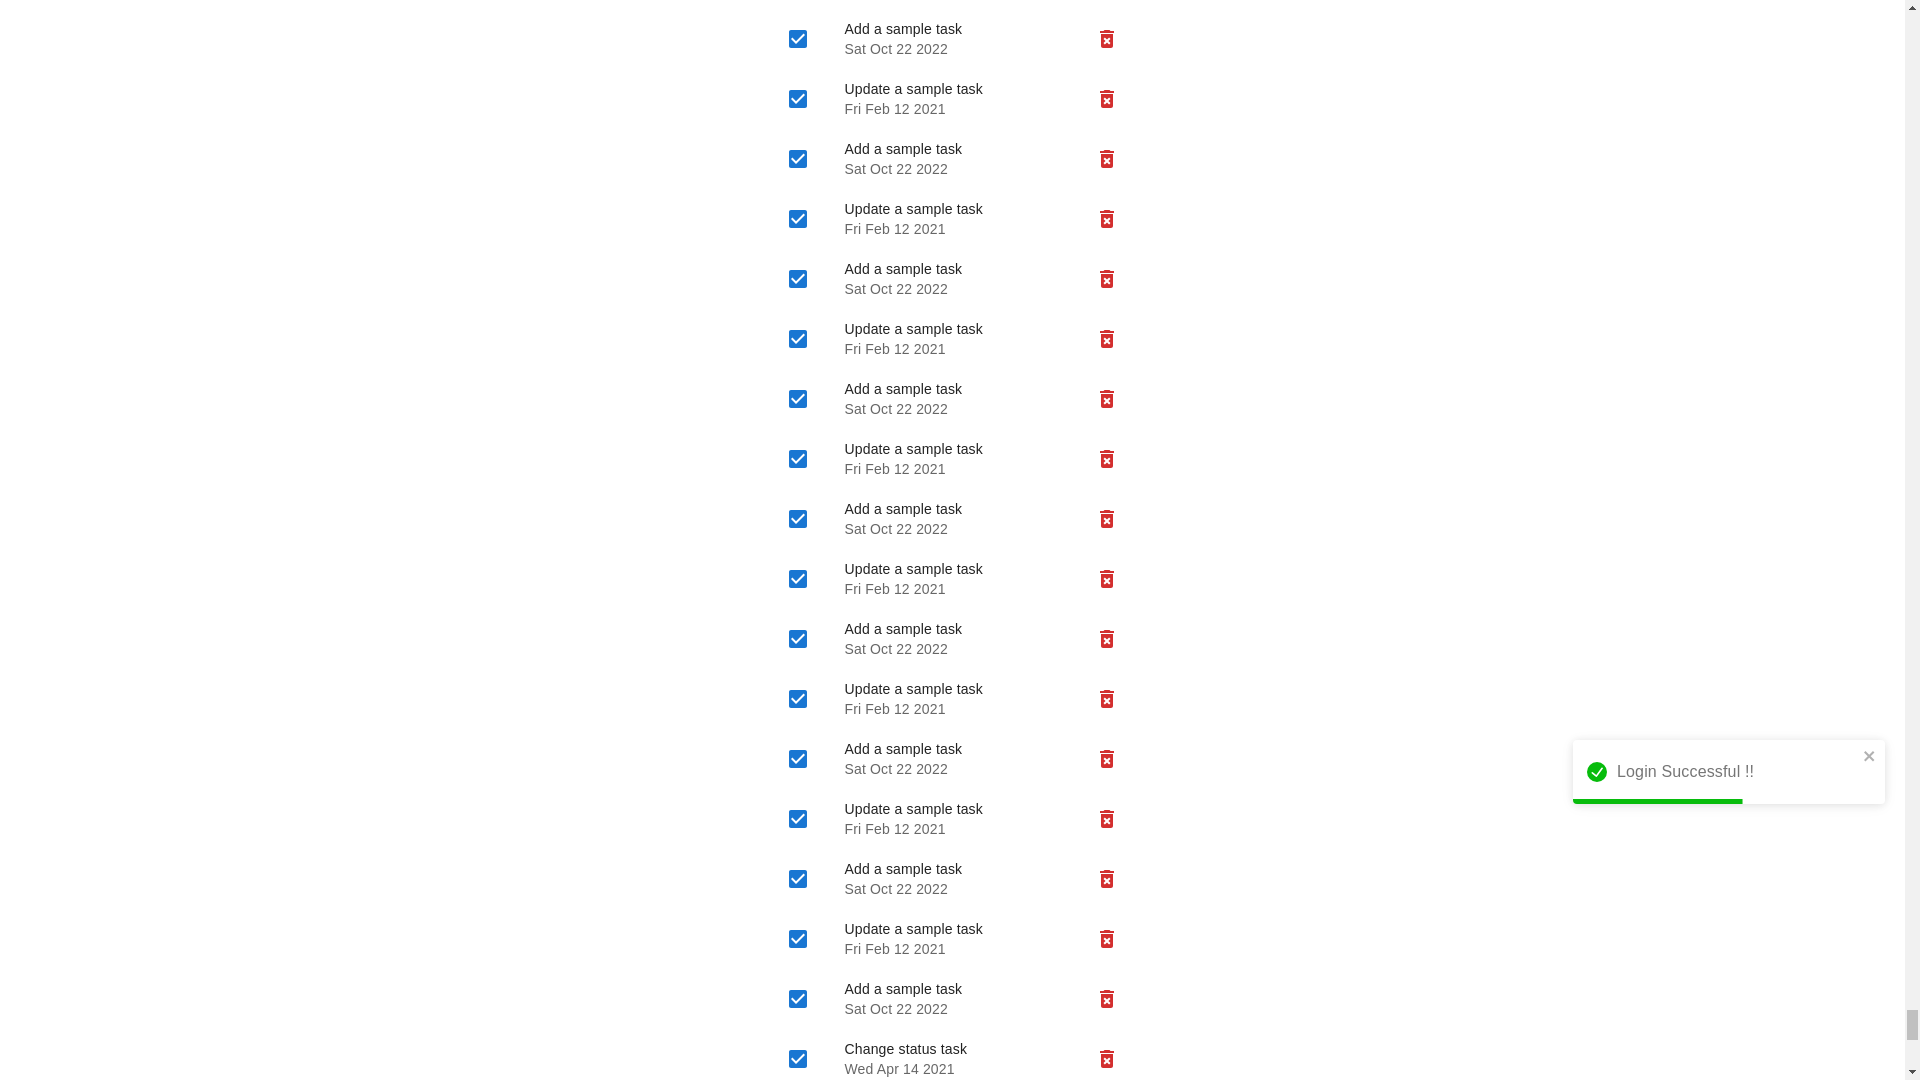 Add a sample task
Sat Oct 22 2022
Update a sample task
Fri Feb 12 2021
Add a sample task
Sat Oct 22 2022
Update a sample task
Fri Feb 12 2021
Add a sample task
Sat Oct 22 2022
Update a sample task
Fri Feb 12 2021
Add a sample task
Sat Oct 22 2022
Update a sample task
Fri Feb 12 2021
Add a sample task
Sat Oct 22 2022
Update a sample task
Fri Feb 12 2021
Add a sample task
Sat Oct 22 2022
Update a sample task
Fri Feb 12 2021
Add a sample task
Sat Oct 22 2022
Login Successful !!
Update a sample task
Fri Feb 12 2021
Add a sample task
Sat Oct 22 2022
Update a sample task
Fri Feb 12 2021
Add a sample task
Sat Oct 22 2022
Change status task
Wed Apr 14 2021